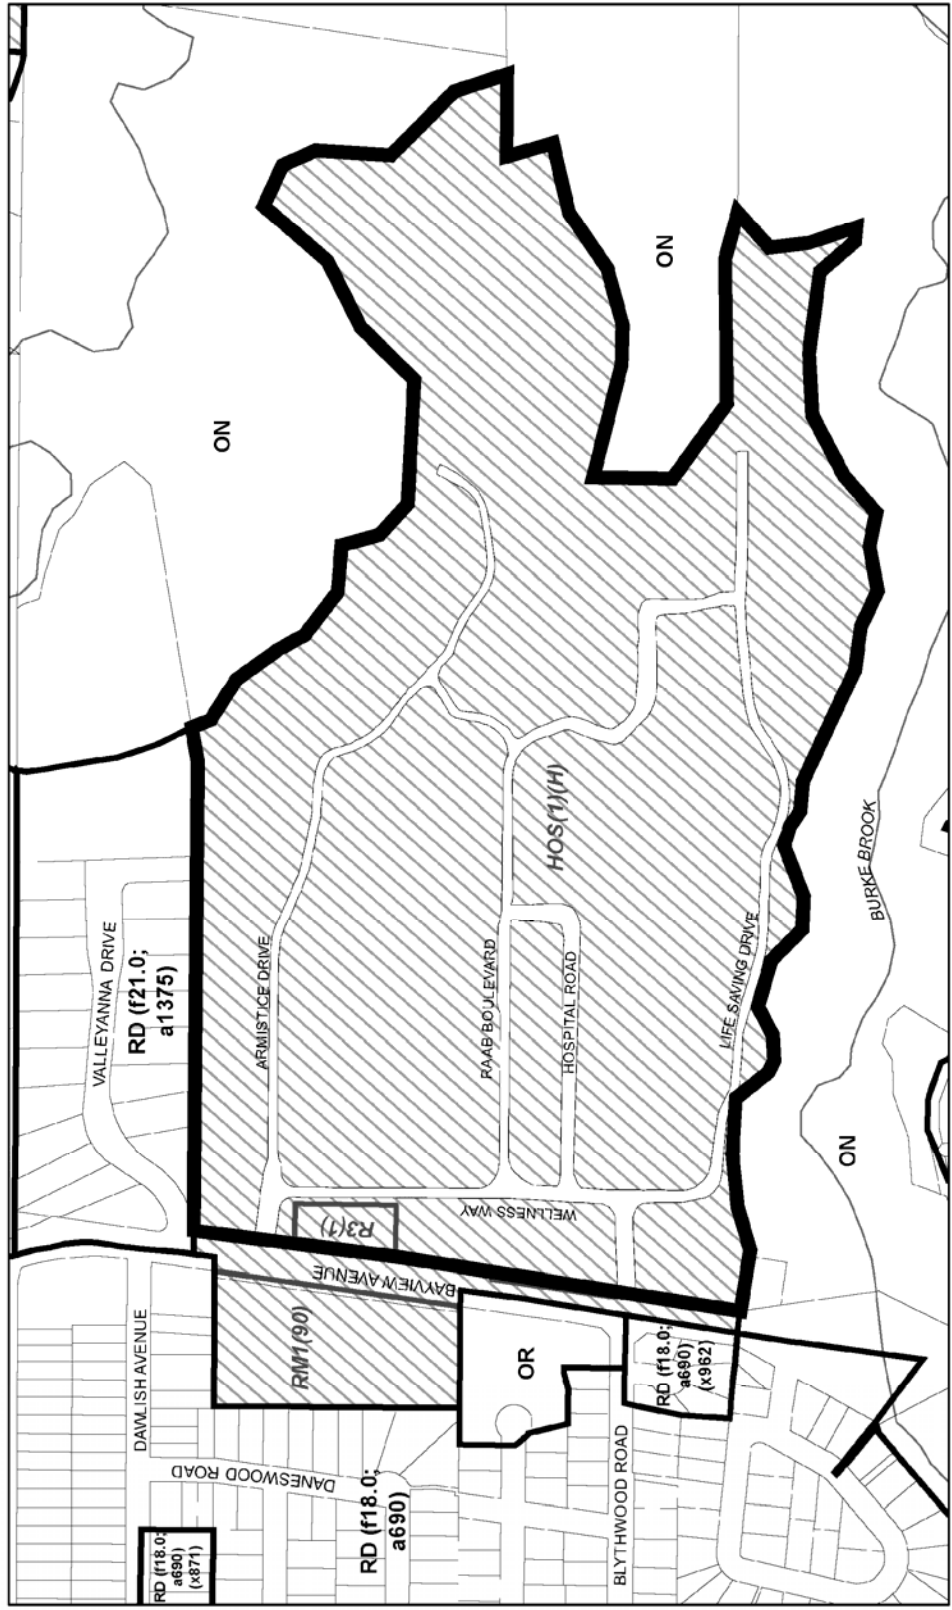 ON
ON
VALLEYANNA DRIVE
RD (f21.0;
a1375)
ARMISTICE DRIVE
RAAB BOULEVARD
HOSPITAL ROAD
HOS(1)(H)
LIFE SAVING DRIVE
BURKE BROOK
ON
WELLNESS WAY
R3(1)
BAYVIEW AVENUE
RM1(90)
DAWLISH AVENUE
OR
RD (f18.0;
a690)
(x962)
DANESWOOD ROAD
RD (f18.0;
a690)
BLYTHWOOD ROAD
RD (f18.0;
a690)
(x871)